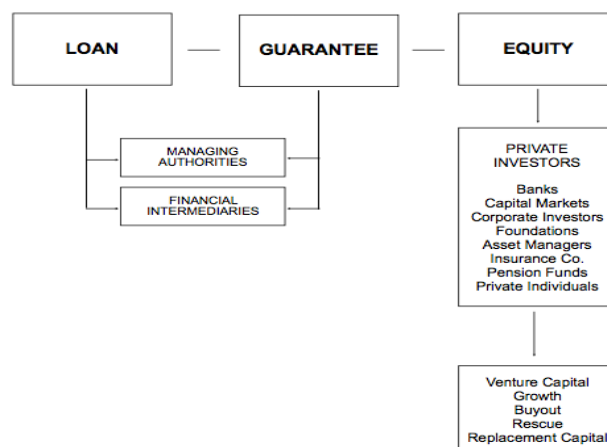 LOAN
GUARANTEE
EQUITY
MANAGING
AUTHORITIES
FINANCIAL
INTERMEDIARIES
PRIVATE
INVESTORS
Banks
Capital Markets
Corporate Investors
Foundations
Asset Managers
Insurance Co.
Pension Funds
Private Individuals
Venture Capital
Growth
Buyout
Rescue
Replacement Capital